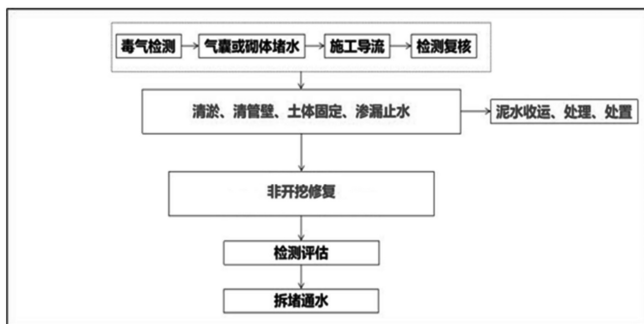 毒气检测
气囊或砌体堵水
施工导流
检测复核
清淤、清管壁、土体固定、渗漏止水
泥水收运、处理、处置
非开挖修复
检测评估
拆堵通水